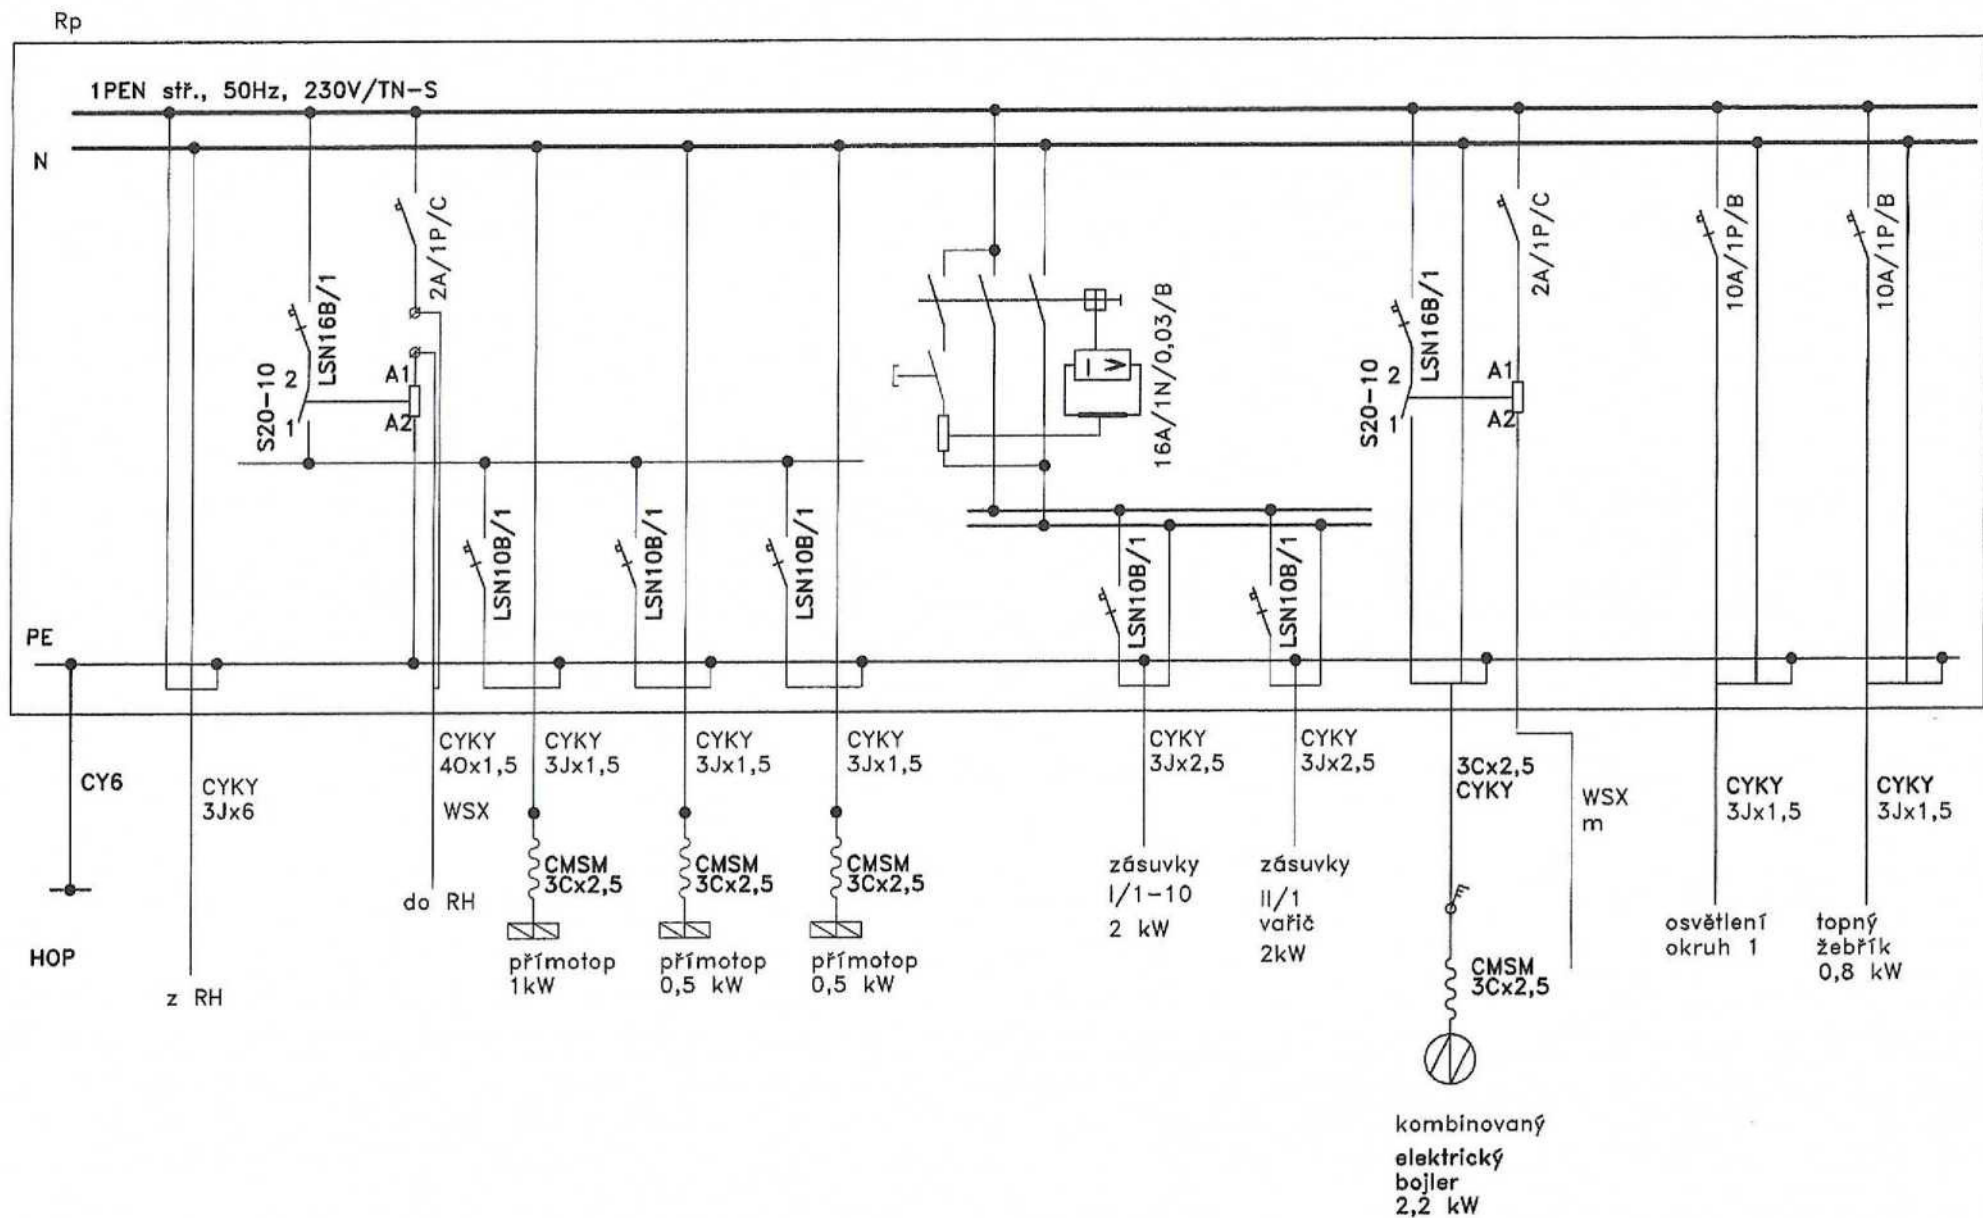 Rp
1PEN stř., 50Hz, 230V/TN-S
N
2A/1P/C
LSN16B/1
S20-10
2
1
A1
A2
LSN10B/1
LSN10B/1
LSN10B/1
I
16A/1N/0,03/B
LSN10B/1
LSN10B/1
LSN16B/1
S20-10
2
1
2A/1P/C
A1
A2
10A/1P/B
10A/1P/B
PE
CY6
HOP
CYKY
3Jx6
z RH
CYKY
4Ox1,5
WSX
do RH
CYKY
3Jx1,5
CMSM
3Cx2,5
přímotop
1kW
CYKY
3Jx1,5
CMSM
3Cx2,5
přímotop
0,5 kW
CYKY
3Jx1,5
CMSM
3Cx2,5
přímotop
0,5 kW
CYKY
3Jx2,5
zásuvky
I/1-10
2 kW
CYKY
3Jx2,5
zásuvky
II/1
vařič
2kW
3Cx2,5
CYKY
CMSM
3Cx2,5
kombinovaný
elektrický
bojler
2,2 kW
WSX
m
CYKY
3Jx1,5
osvětlení
okruh 1
CYKY
3Jx1,5
topný
žebřík
0,8 kW